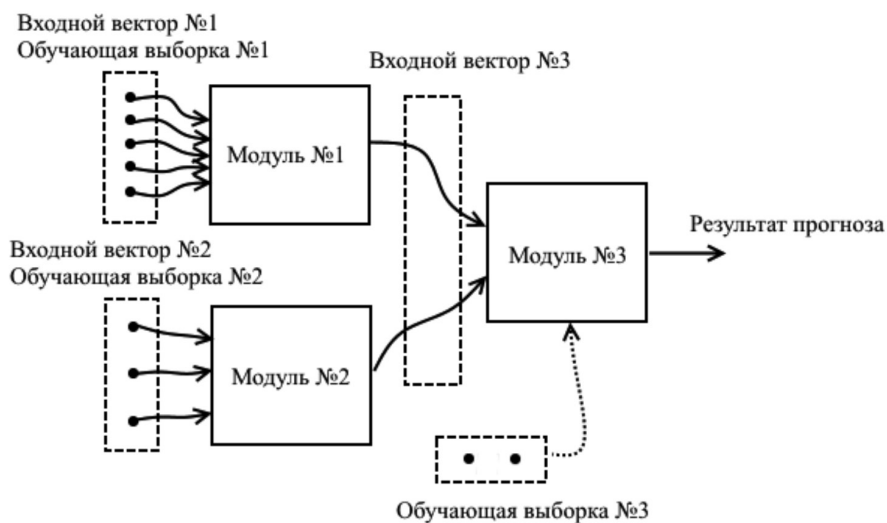 Входной вектор №1
Обучающая выборка №1
Входной вектор №3
Модуль №1
Результат прогноза
Входной вектор №2
Обучающая выборка №2
Модуль №3
Модуль №2
Обучающая выборка №3